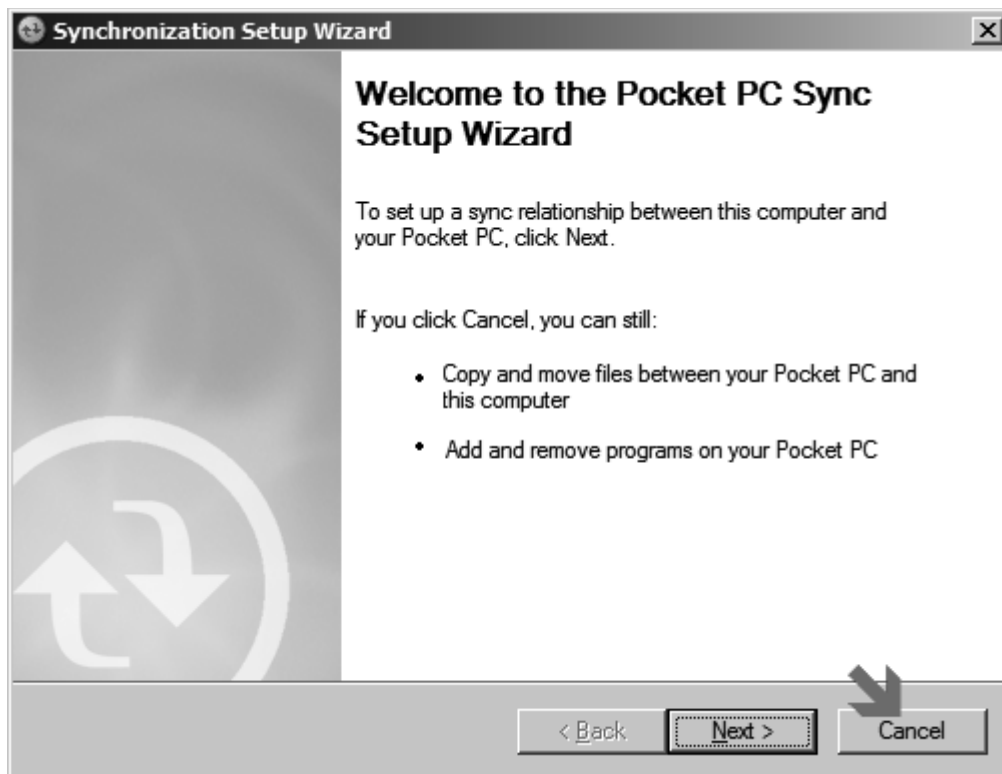 Synchronization Setup Wizard
Welcome to the Pocket PC Sync
Setup Wizard
To set up a sync relationship between this computer and
your Pocket PC, click Next.
If you click Cancel, you can still:
• Copy and move files between your Pocket PC and
this computer
• Add and remove programs on your Pocket PC
< Back Next > Cancel